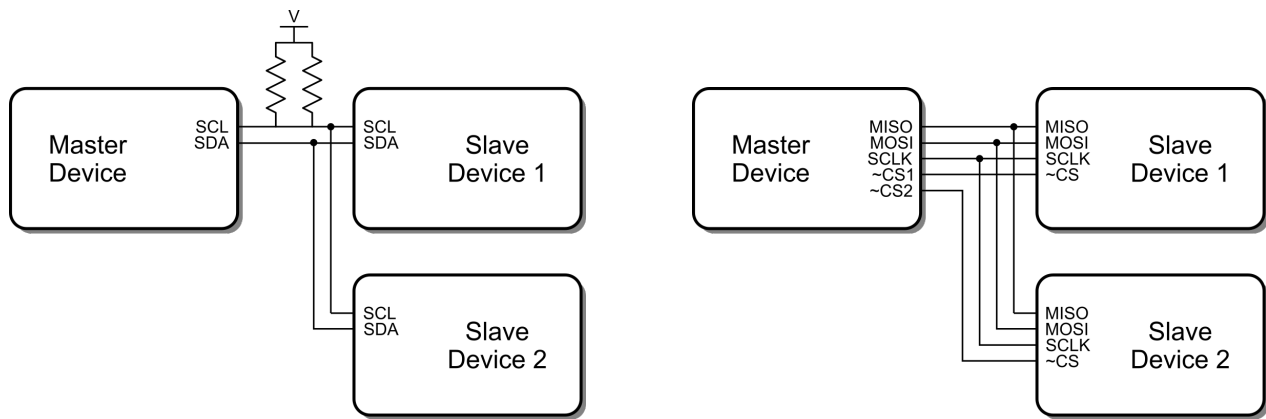 V
Master
Device
SCL
SDA
SCL
SDA
Slave
Device 1
SCL
SDA
Slave
Device 2
Master
Device
MISO
MOSI
SCLK
~CS1
~CS2
MISO
MOSI
SCLK
~CS
Slave
Device 1
MISO
MOSI
SCLK
~CS
Slave
Device 2